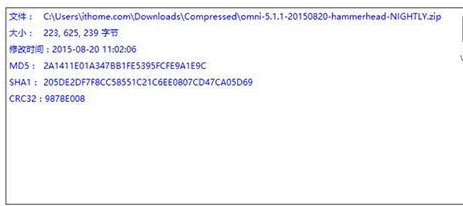 文件： C:\Users\ithome.com\Downloads\Compressed\omni-5.1.1-20150820-hammerhead-NIGHTLY.zip
大小： 223, 625, 239 字节
修改时间：2015-08-20 11:02:06
MD5： 2A1411E01A347BB1FE5395FCFE9A1E9C
SHA1： 205DE2DF7F8CC58551C21C6EE0807CD47CA05D69
CRC32：9878E008